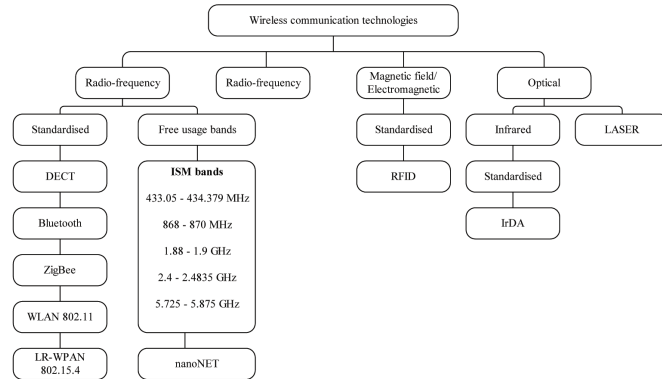 Wireless communication technologies
Radio-frequency
Radio-frequency
Magnetic field/
Electromagnetic
Optical
Standardised
Free usage bands
Standardised
Infrared
LASER
DECT
ISM bands
433.05 - 434.379 MHz
868 - 870 MHz
1.88 - 1.9 GHz
2.4 - 2.4835 GHz
5.725 - 5.875 GHz
RFID
Standardised
Bluetooth
IrDA
ZigBee
WLAN 802.11
LR-WPAN
802.15.4
nanoNET